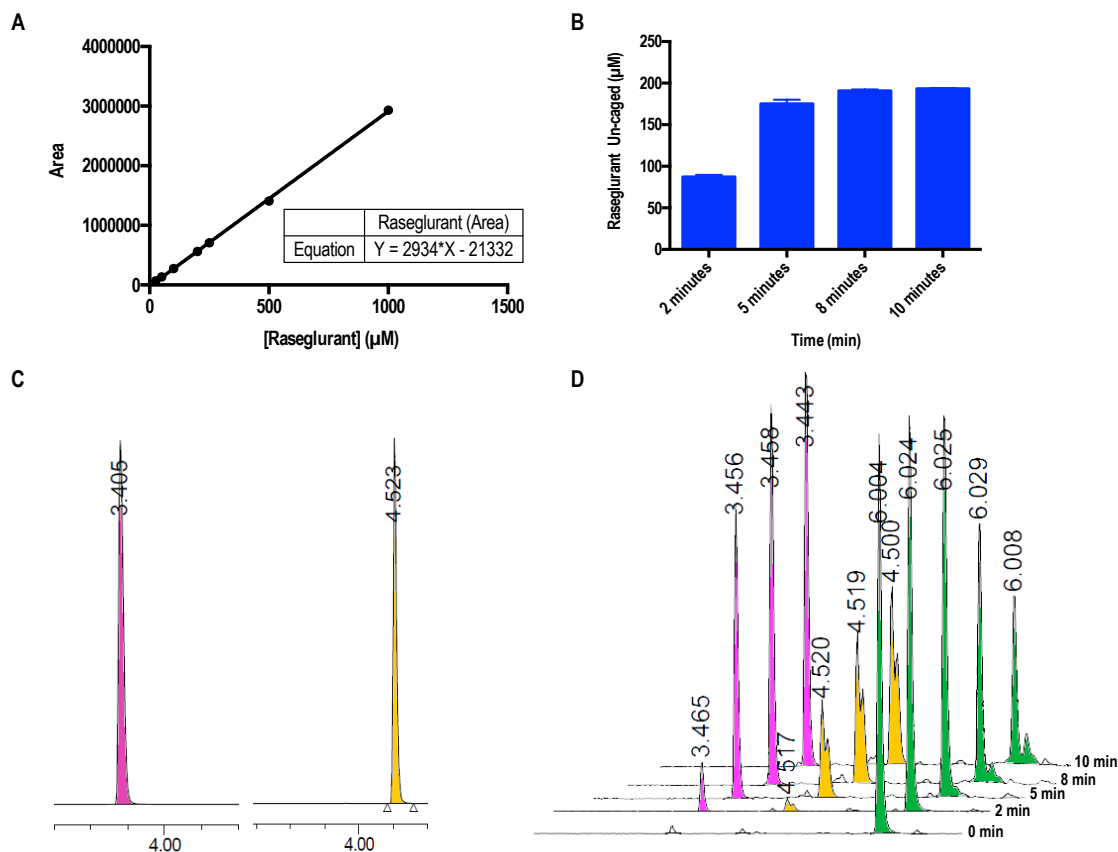 A
4000000
3000000
2000000
1000000
0
Area
0
500
1000
1500
[Raseglurant] (µM)
Raseglurant (Area)
Equation
Y = 2934*X - 21332
B
250
200
150
100
50
0
Raseglurant Un-caged (µM)
2 minutes
5 minutes
8 minutes
10 minutes
Time (min)
C
3.405
4.00
4.523
4.00
D
3.465
3.456
3.458
3.443
4.517
4.520
4.519
4.500
6.004
6.024
6.025
6.029
6.008
10 min
8 min
5 min
2 min
0 min